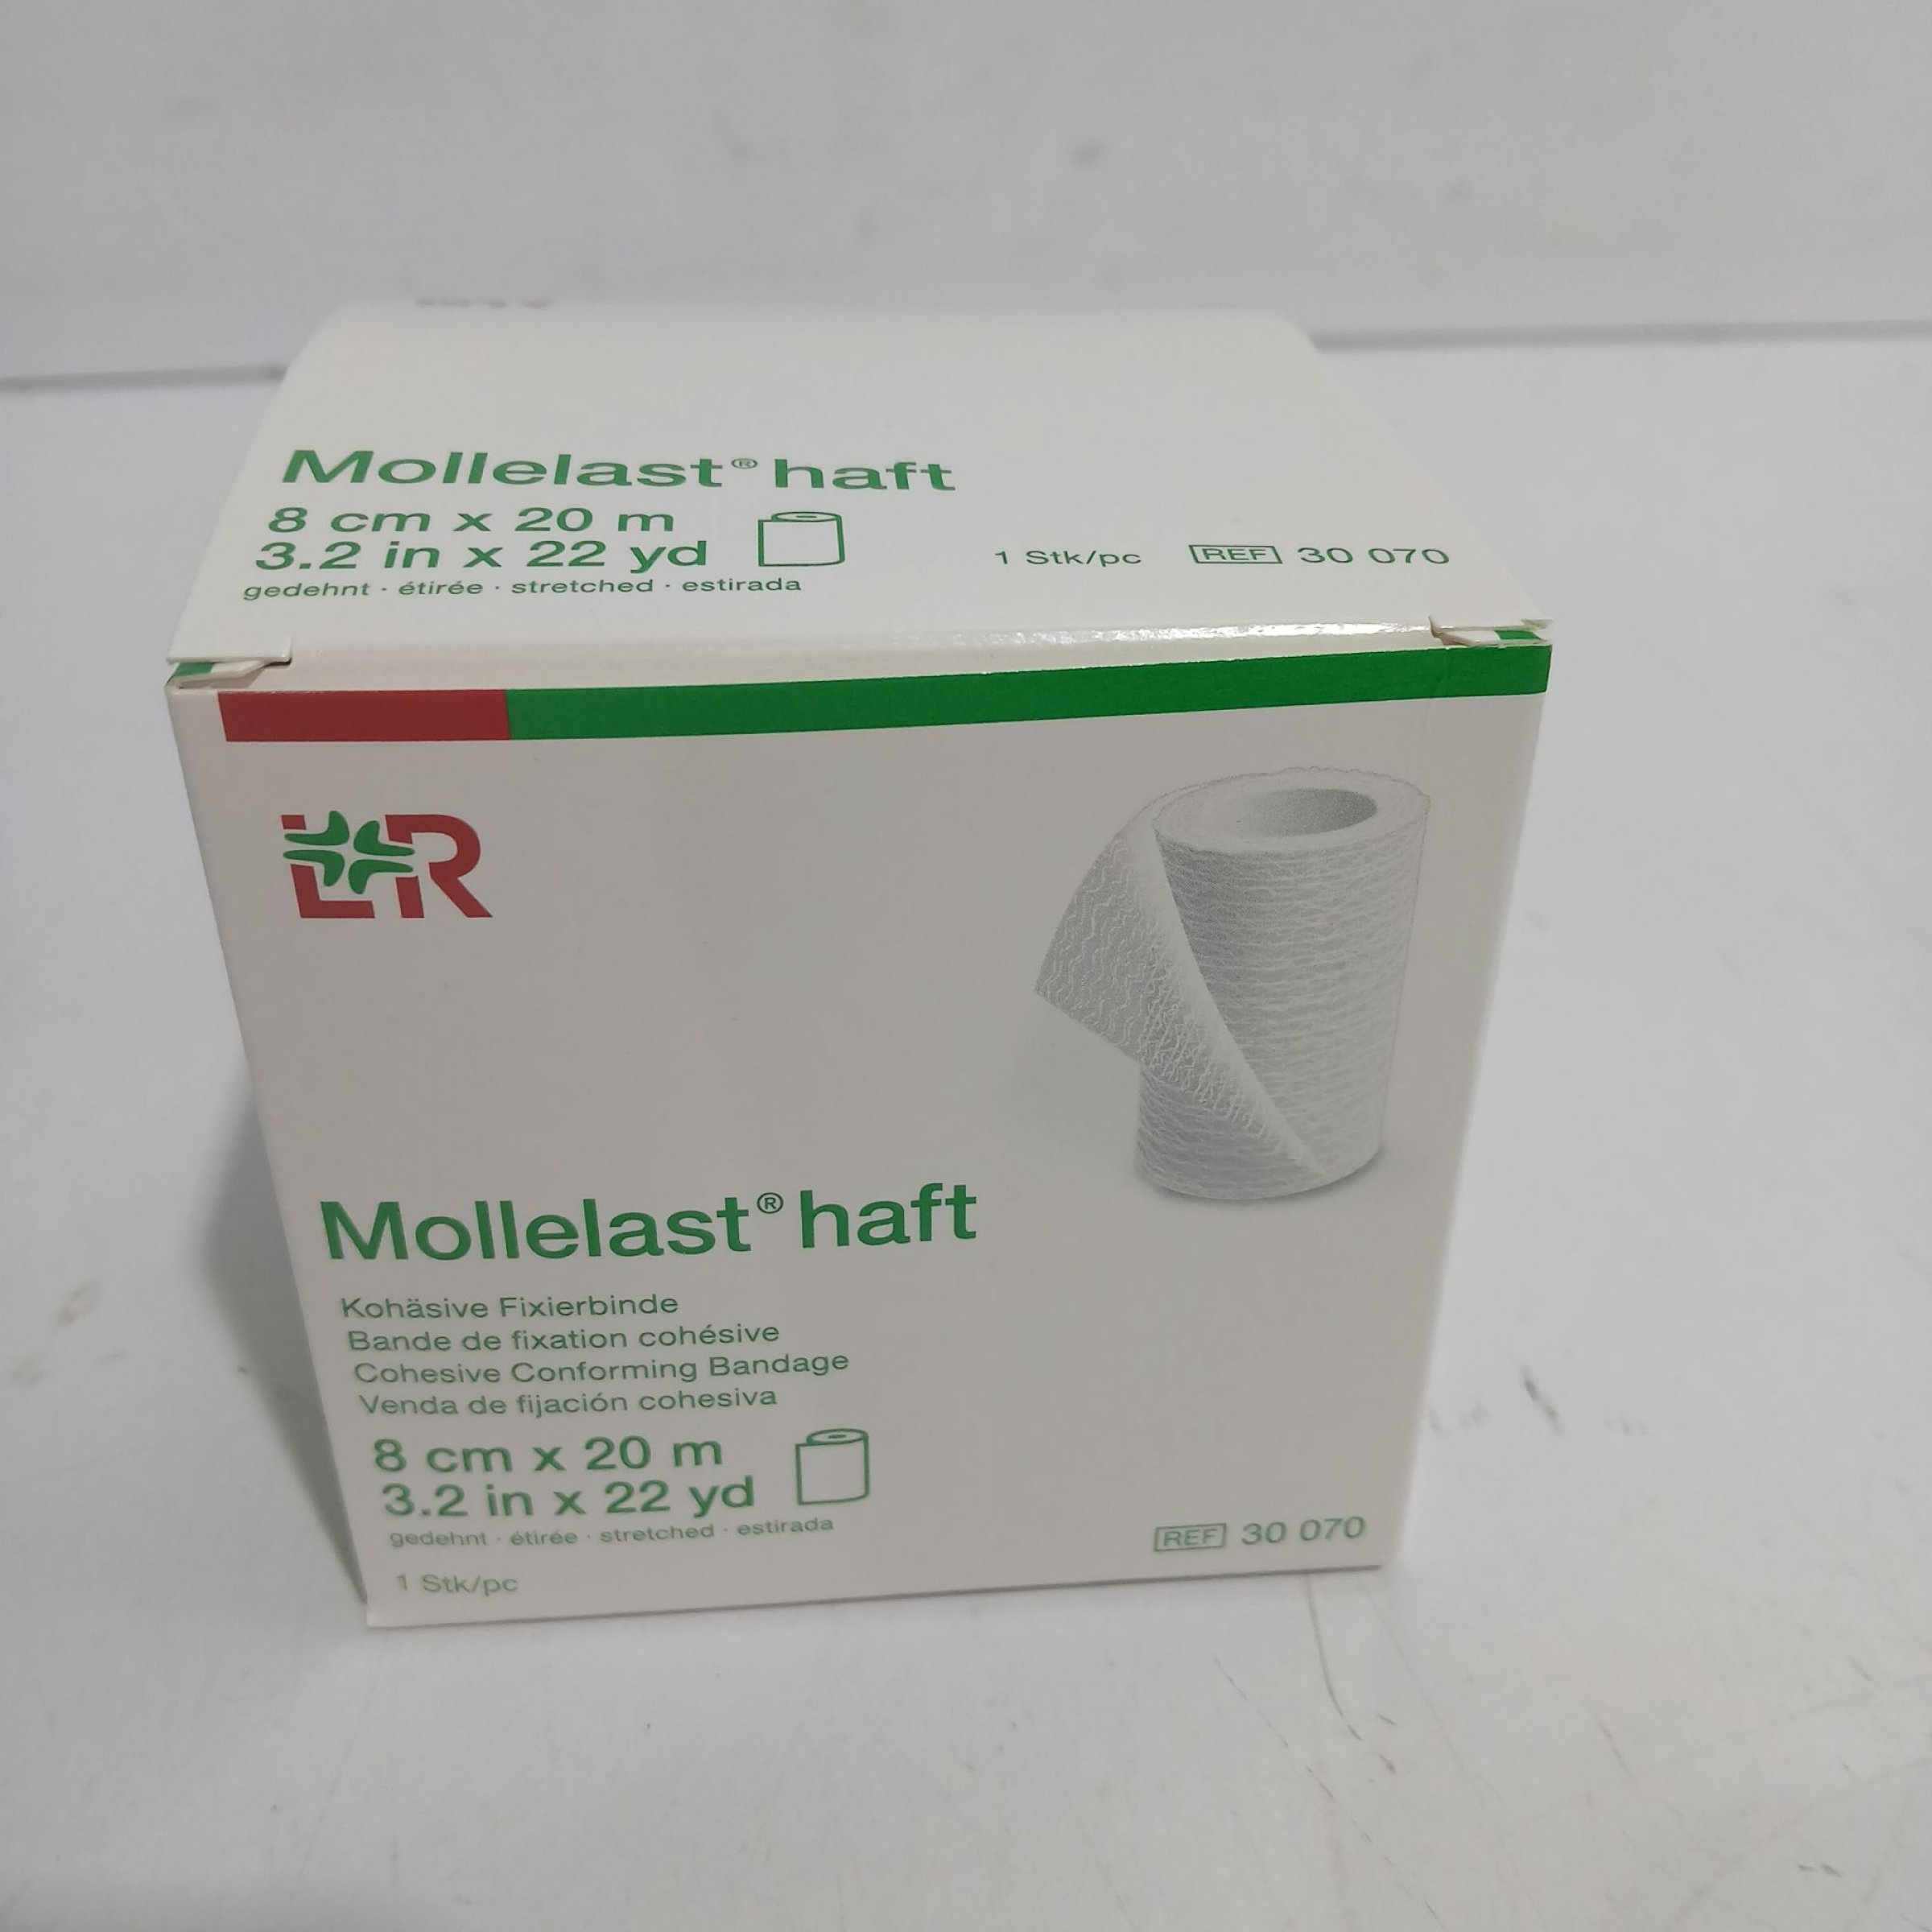 Mollelast® haft
8 cm x 20 m
3.2 in x 22 yd
gedehnt · étirée · stretched · estirada
1 Stk/pc REF 30 070
L&R
Mollelast® haft
Kohäsive Fixierbinde
Bande de fixation cohésive
Cohesive Conforming Bandage
Venda de fijación cohesiva
8 cm x 20 m
3.2 in x 22 yd
gedehnt · étirée · stretched · estirada
1 Stk/pc
REF 30 070